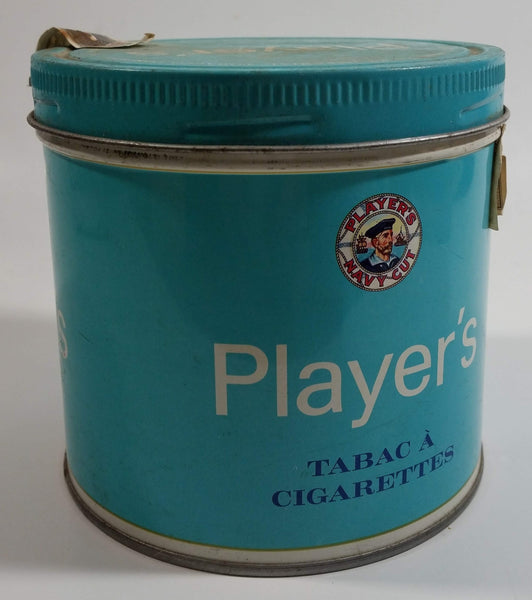 PLAYER'S
NAVY CUT
Player's
TABAC À
CIGARETTES
s